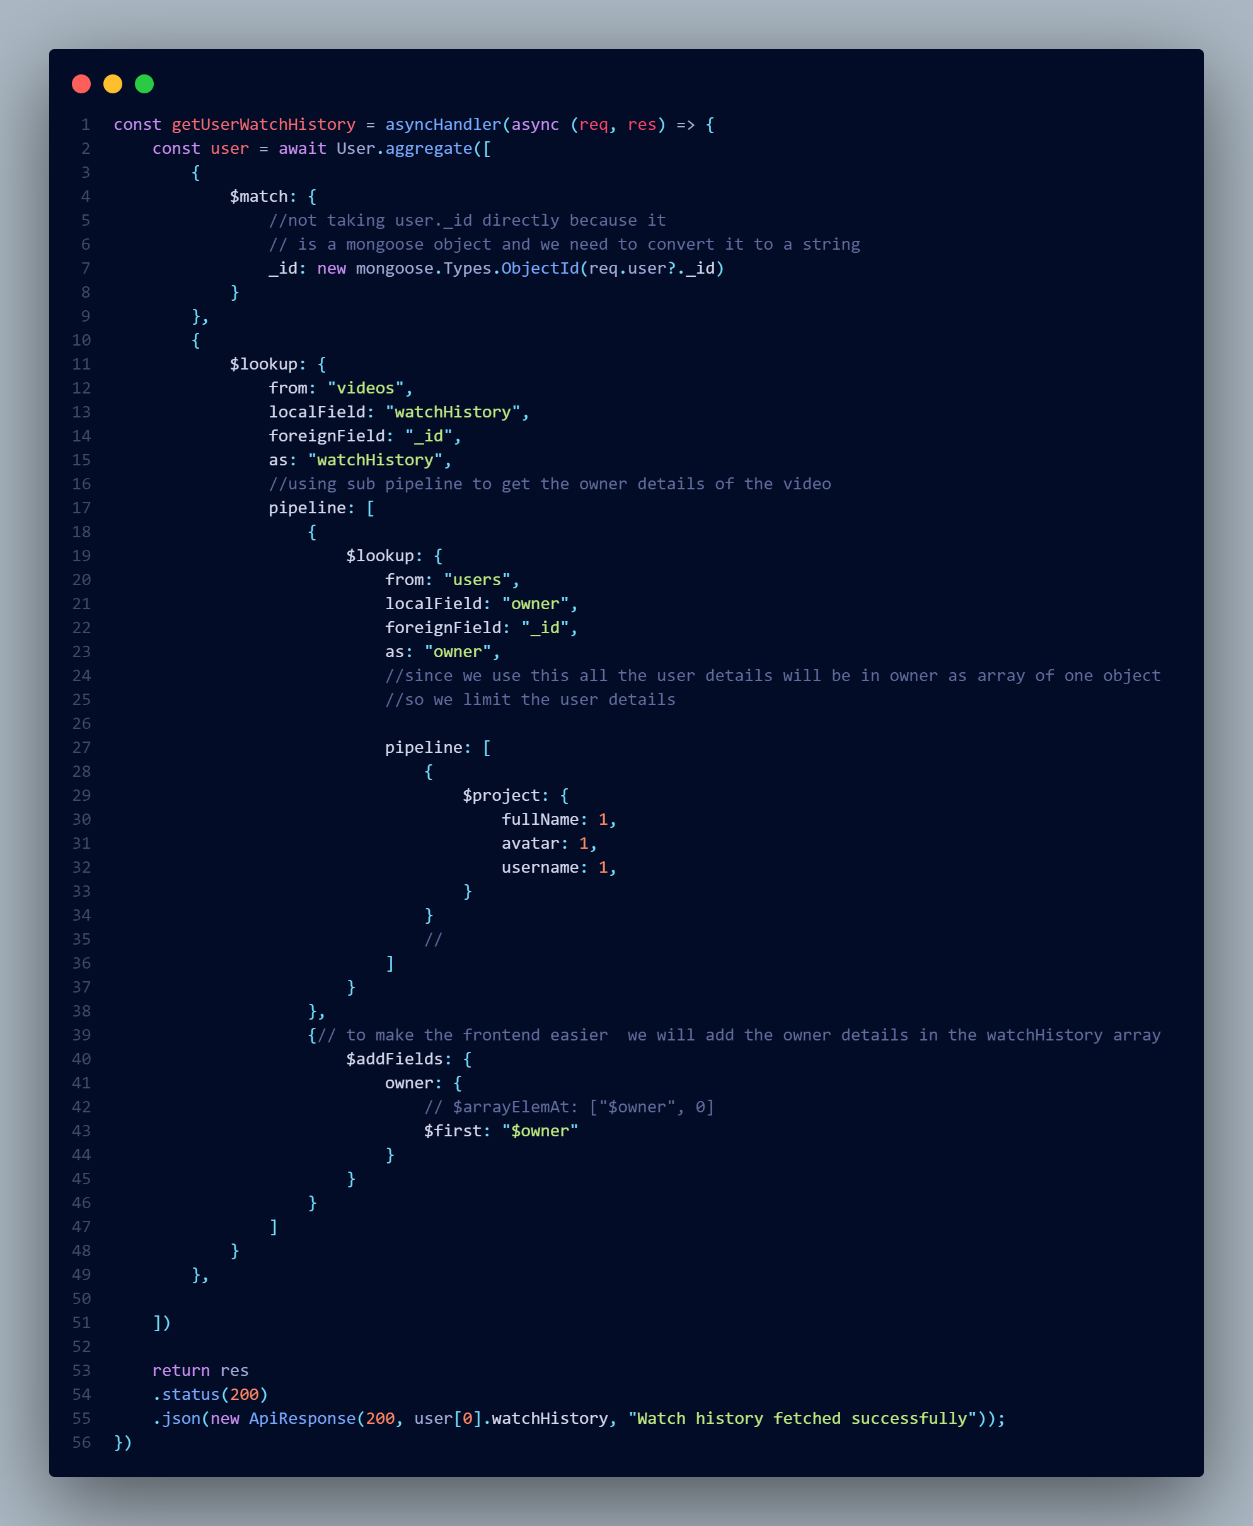 1 const getUserWatchHistory = asyncHandler(async (req, res) => {
2     const user = await User.aggregate([
3         {
4             $match: {
5                 //not taking user._id directly because it
6                 // is a mongoose object and we need to convert it to a string
7                 _id: new mongoose.Types.ObjectId(req.user?._id)
8             }
9         },
10         {
11             $lookup: {
12                 from: "videos",
13                 localField: "watchHistory",
14                 foreignField: "_id",
15                 as: "watchHistory",
16                 //using sub pipeline to get the owner details of the video
17                 pipeline: [
18                     {
19                         $lookup: {
20                             from: "users",
21                             localField: "owner",
22                             foreignField: "_id",
23                             as: "owner",
24                             //since we use this all the user details will be in owner as array of one object
25                             //so we limit the user details
26
27                             pipeline: [
28                                 {
29                                     $project: {
30                                         fullName: 1,
31                                         avatar: 1,
32                                         username: 1,
33                                     }
34                                 }
35                                 //
36                             ]
37                         }
38                     },
39                     {// to make the frontend easier  we will add the owner details in the watchHistory array
40                         $addFields: {
41                             owner: {
42                                 // $arrayElemAt: ["$owner", 0]
43                                 $first: "$owner"
44                             }
45                         }
46                     }
47                 ]
48             }
49         },
50
51     ])
52
53     return res
54     .status(200)
55     .json(new ApiResponse(200, user[0].watchHistory, "Watch history fetched successfully"));
56 })